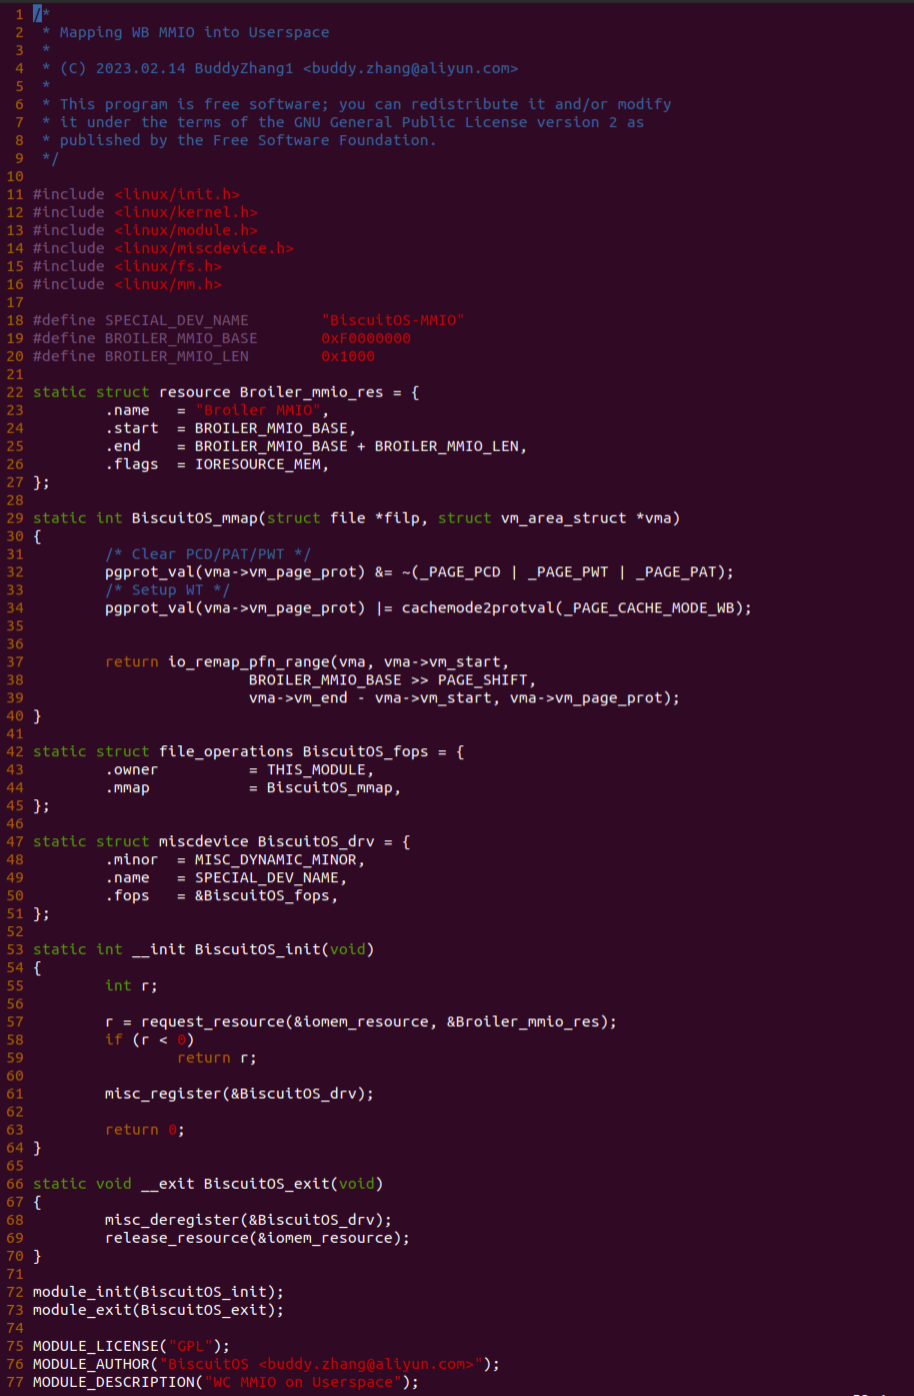 1 /*
2  * Mapping WB MMIO into Userspace
3  *
4  * (C) 2023.02.14 BuddyZhang1 <buddy.zhang@aliyun.com>
5  *
6  * This program is free software; you can redistribute it and/or modify
7  * it under the terms of the GNU General Public License version 2 as
8  * published by the Free Software Foundation.
9  */
10
11 #include <linux/init.h>
12 #include <linux/kernel.h>
13 #include <linux/module.h>
14 #include <linux/miscdevice.h>
15 #include <linux/fs.h>
16 #include <linux/mm.h>
17
18 #define SPECIAL_DEV_NAME        "BiscuitOS-MMIO"
19 #define BROILER_MMIO_BASE       0xF0000000
20 #define BROILER_MMIO_LEN        0x1000
21
22 static struct resource Broiler_mmio_res = {
23         .name   = "Broiler MMIO",
24         .start  = BROILER_MMIO_BASE,
25         .end    = BROILER_MMIO_BASE + BROILER_MMIO_LEN,
26         .flags  = IORESOURCE_MEM,
27 };
28
29 static int BiscuitOS_mmap(struct file *filp, struct vm_area_struct *vma)
30 {
31         /* Clear PCD/PAT/PWT */
32         pgprot_val(vma->vm_page_prot) &= ~(_PAGE_PCD | _PAGE_PWT | _PAGE_PAT);
33         /* Setup WT */
34         pgprot_val(vma->vm_page_prot) |= cachemode2protval(_PAGE_CACHE_MODE_WB);
35
36
37         return io_remap_pfn_range(vma, vma->vm_start,
38                         BROILER_MMIO_BASE >> PAGE_SHIFT,
39                         vma->vm_end - vma->vm_start, vma->vm_page_prot);
40 }
41
42 static struct file_operations BiscuitOS_fops = {
43         .owner          = THIS_MODULE,
44         .mmap           = BiscuitOS_mmap,
45 };
46
47 static struct miscdevice BiscuitOS_drv = {
48         .minor  = MISC_DYNAMIC_MINOR,
49         .name   = SPECIAL_DEV_NAME,
50         .fops   = &BiscuitOS_fops,
51 };
52
53 static int __init BiscuitOS_init(void)
54 {
55         int r;
56
57         r = request_resource(&iomem_resource, &Broiler_mmio_res);
58         if (r < 0)
59                 return r;
60
61         misc_register(&BiscuitOS_drv);
62
63         return 0;
64 }
65
66 static void __exit BiscuitOS_exit(void)
67 {
68         misc_deregister(&BiscuitOS_drv);
69         release_resource(&iomem_resource);
70 }
71
72 module_init(BiscuitOS_init);
73 module_exit(BiscuitOS_exit);
74
75 MODULE_LICENSE("GPL");
76 MODULE_AUTHOR("BiscuitOS <buddy.zhang@aliyun.com>");
77 MODULE_DESCRIPTION("WC MMIO on Userspace");